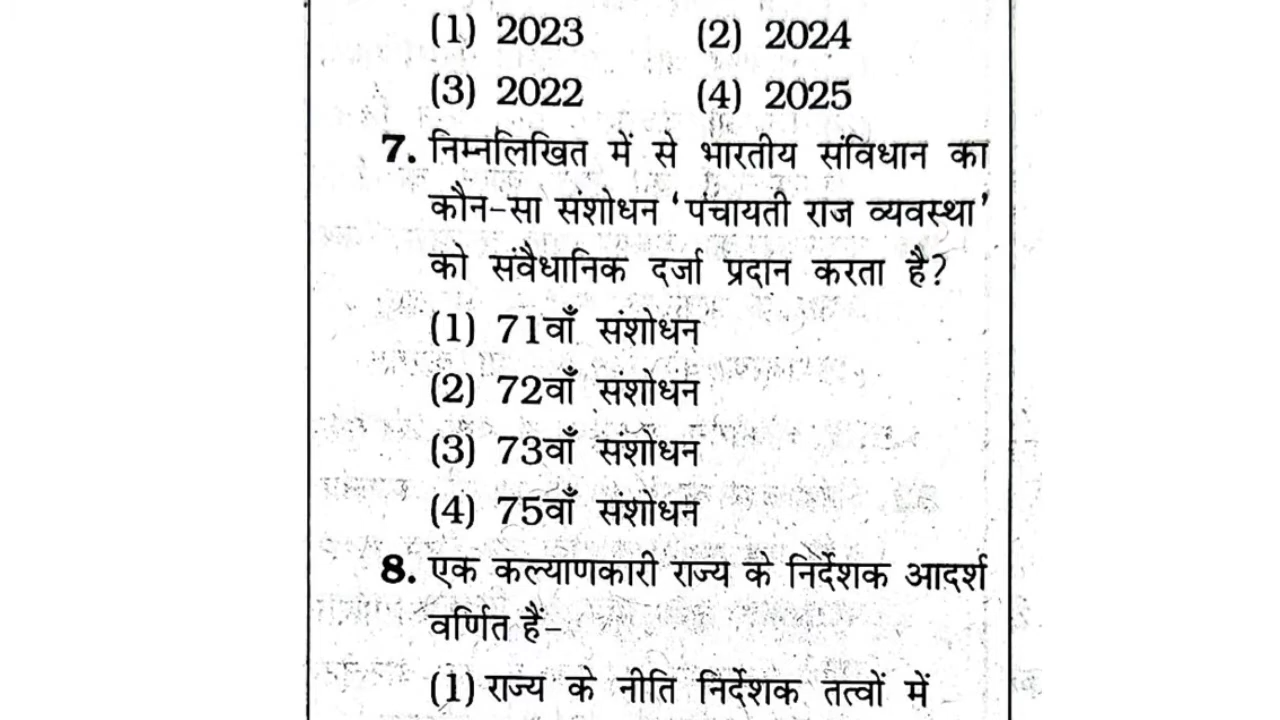 (1) 2023 (2) 2024
(3) 2022 (4) 2025
7. निम्नलिखित में से भारतीय संविधान का
कौन-सा संशोधन ‘पंचायती राज व्यवस्था’
को संवैधानिक दर्जा प्रदान करता है?
(1) 71वाँ संशोधन
(2) 72वाँ संशोधन
(3) 73वाँ संशोधन
(4) 75वाँ संशोधन
8. एक कल्याणकारी राज्य के निर्देशक आदर्श
वर्णित हैं-
(1) राज्य के नीति निर्देशक तत्वों में